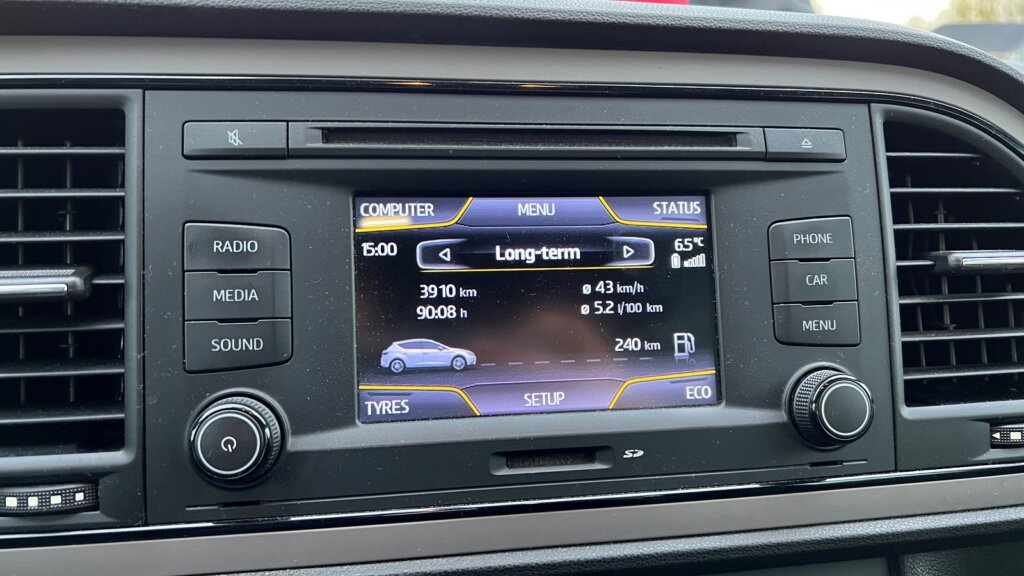 COMPUTER MENU STATUS
15:00 Long-term 6.5°C
RADIO PHONE
3910 km ø 43 km/h
MEDIA CAR
90:08 h ø 5.2 l/100 km
SOUND 240 km MENU
TYRES SETUP ECO
SD